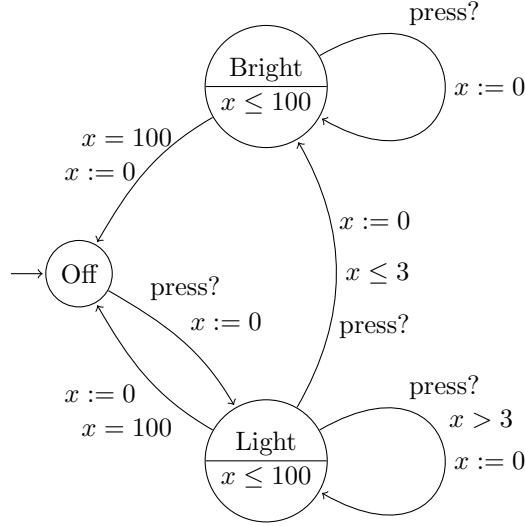 press?
Bright
x ≤ 100
x := 0
x = 100
x := 0
x := 0
Off
x ≤ 3
press?
x := 0
press?
press?
x := 0
x > 3
x = 100
Light
x := 0
x ≤ 100